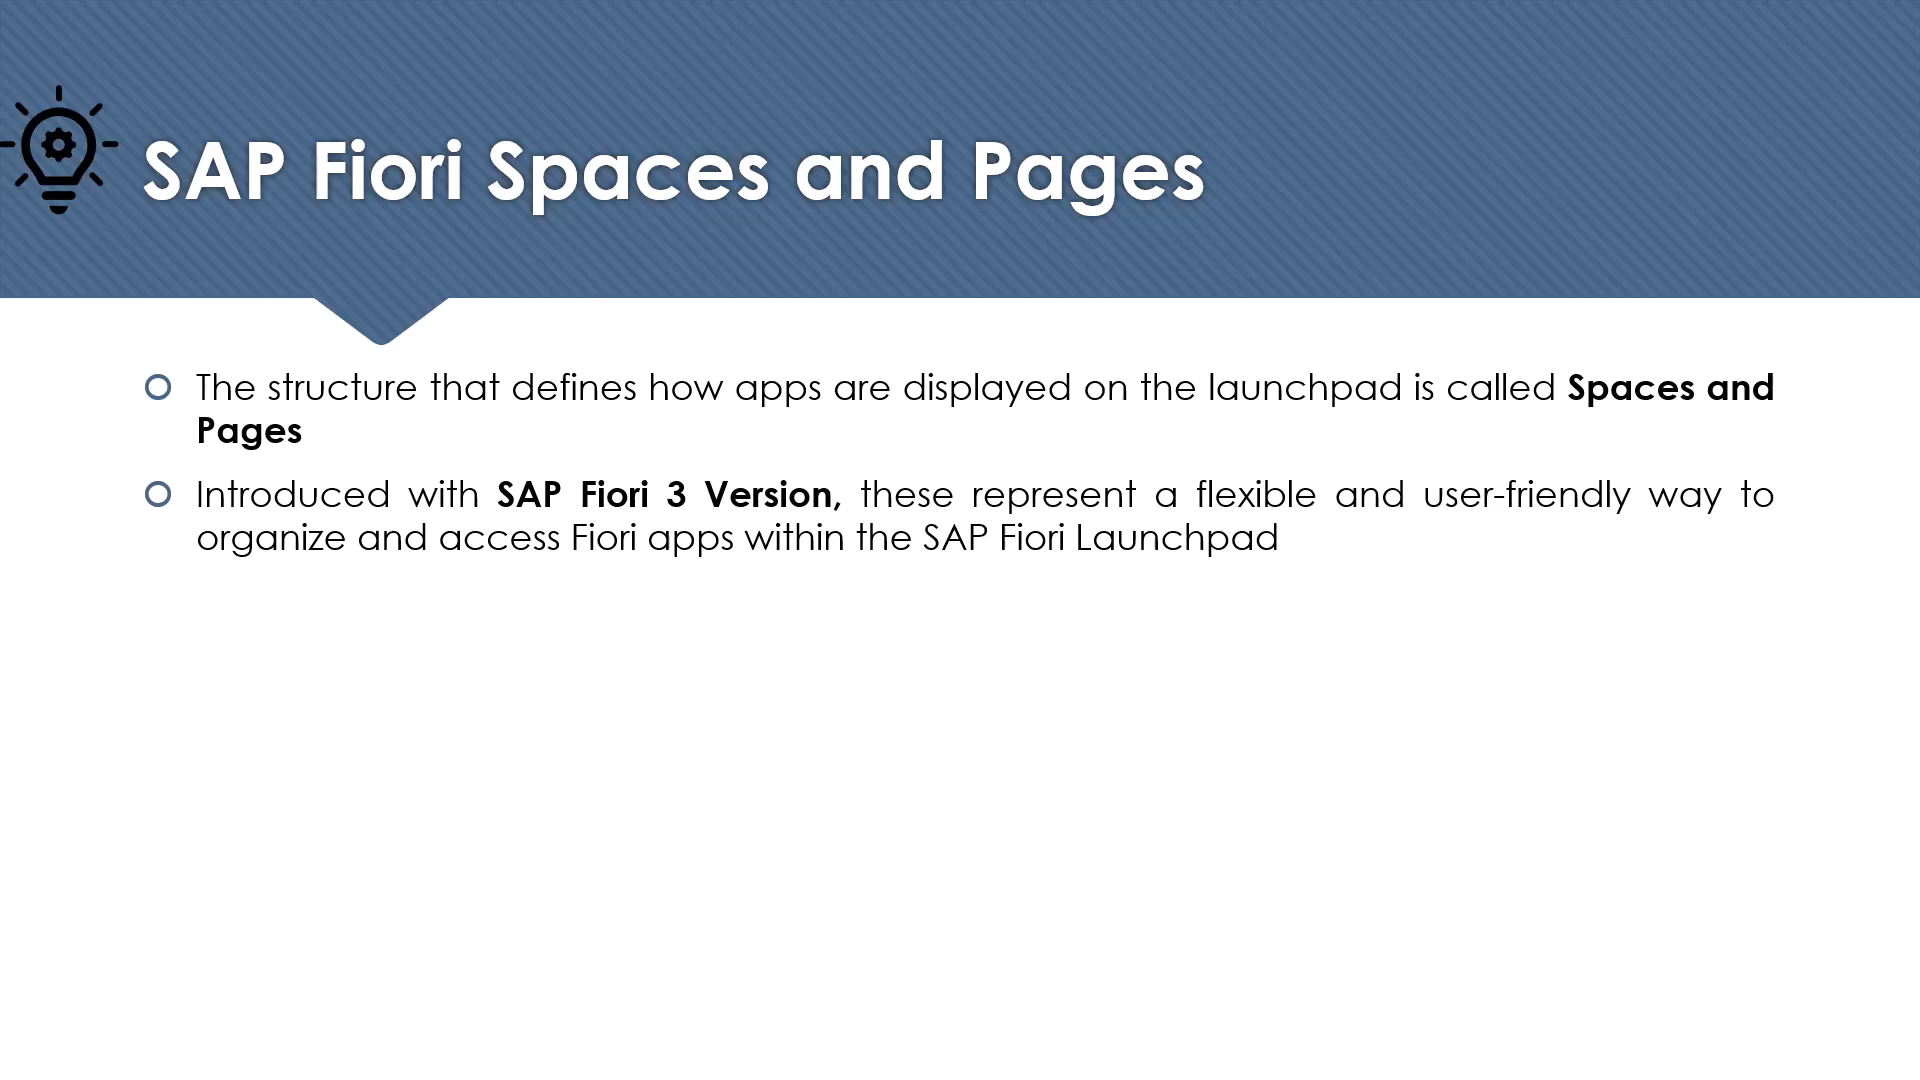 SAP Fiori Spaces and Pages
The structure that defines how apps are displayed on the launchpad is called Spaces and
Pages
Introduced with SAP Fiori 3 Version, these represent a flexible and user-friendly way to
organize and access Fiori apps within the SAP Fiori Launchpad